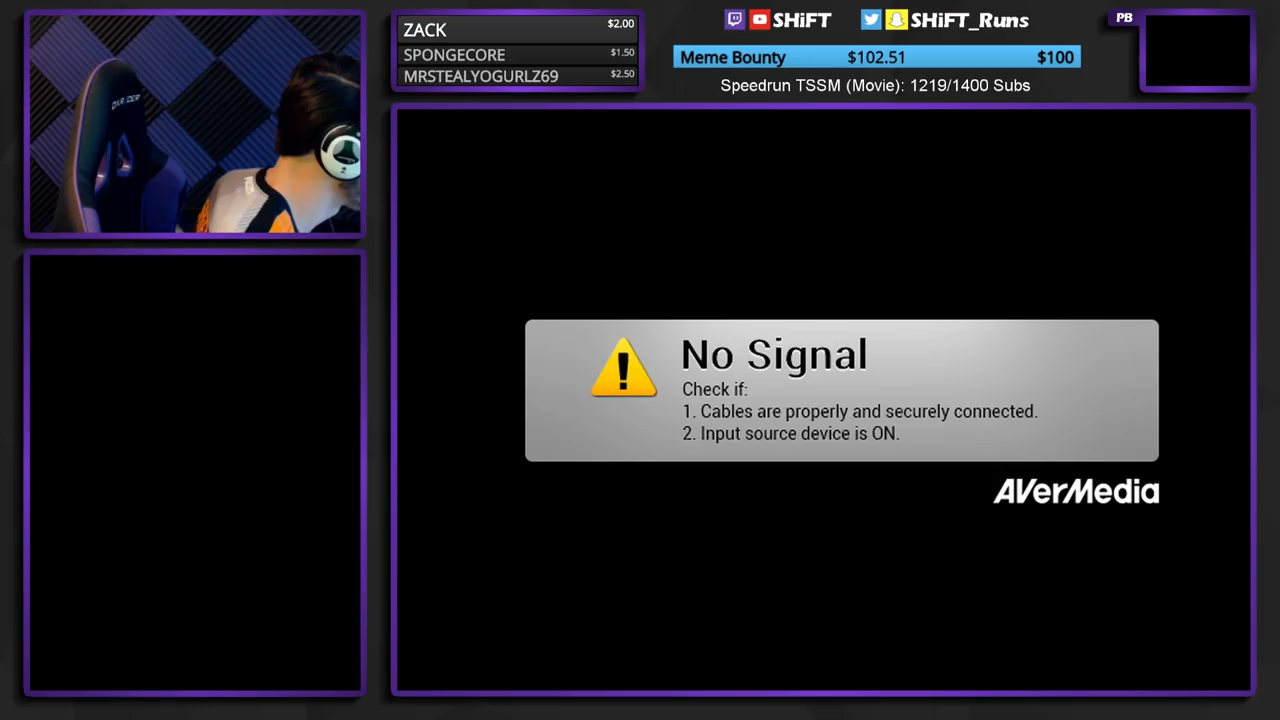 ZACK $2.00
SPONGECORE $1.50
MRSTEALYOGURLZ69 $2.50
SHiFT SHiFT_Runs
Meme Bounty $102.51 $100
Speedrun TSSM (Movie): 1219/1400 Subs
PB
DXRACER
No Signal
Check if:
1. Cables are properly and securely connected.
2. Input source device is ON.
AVerMedia